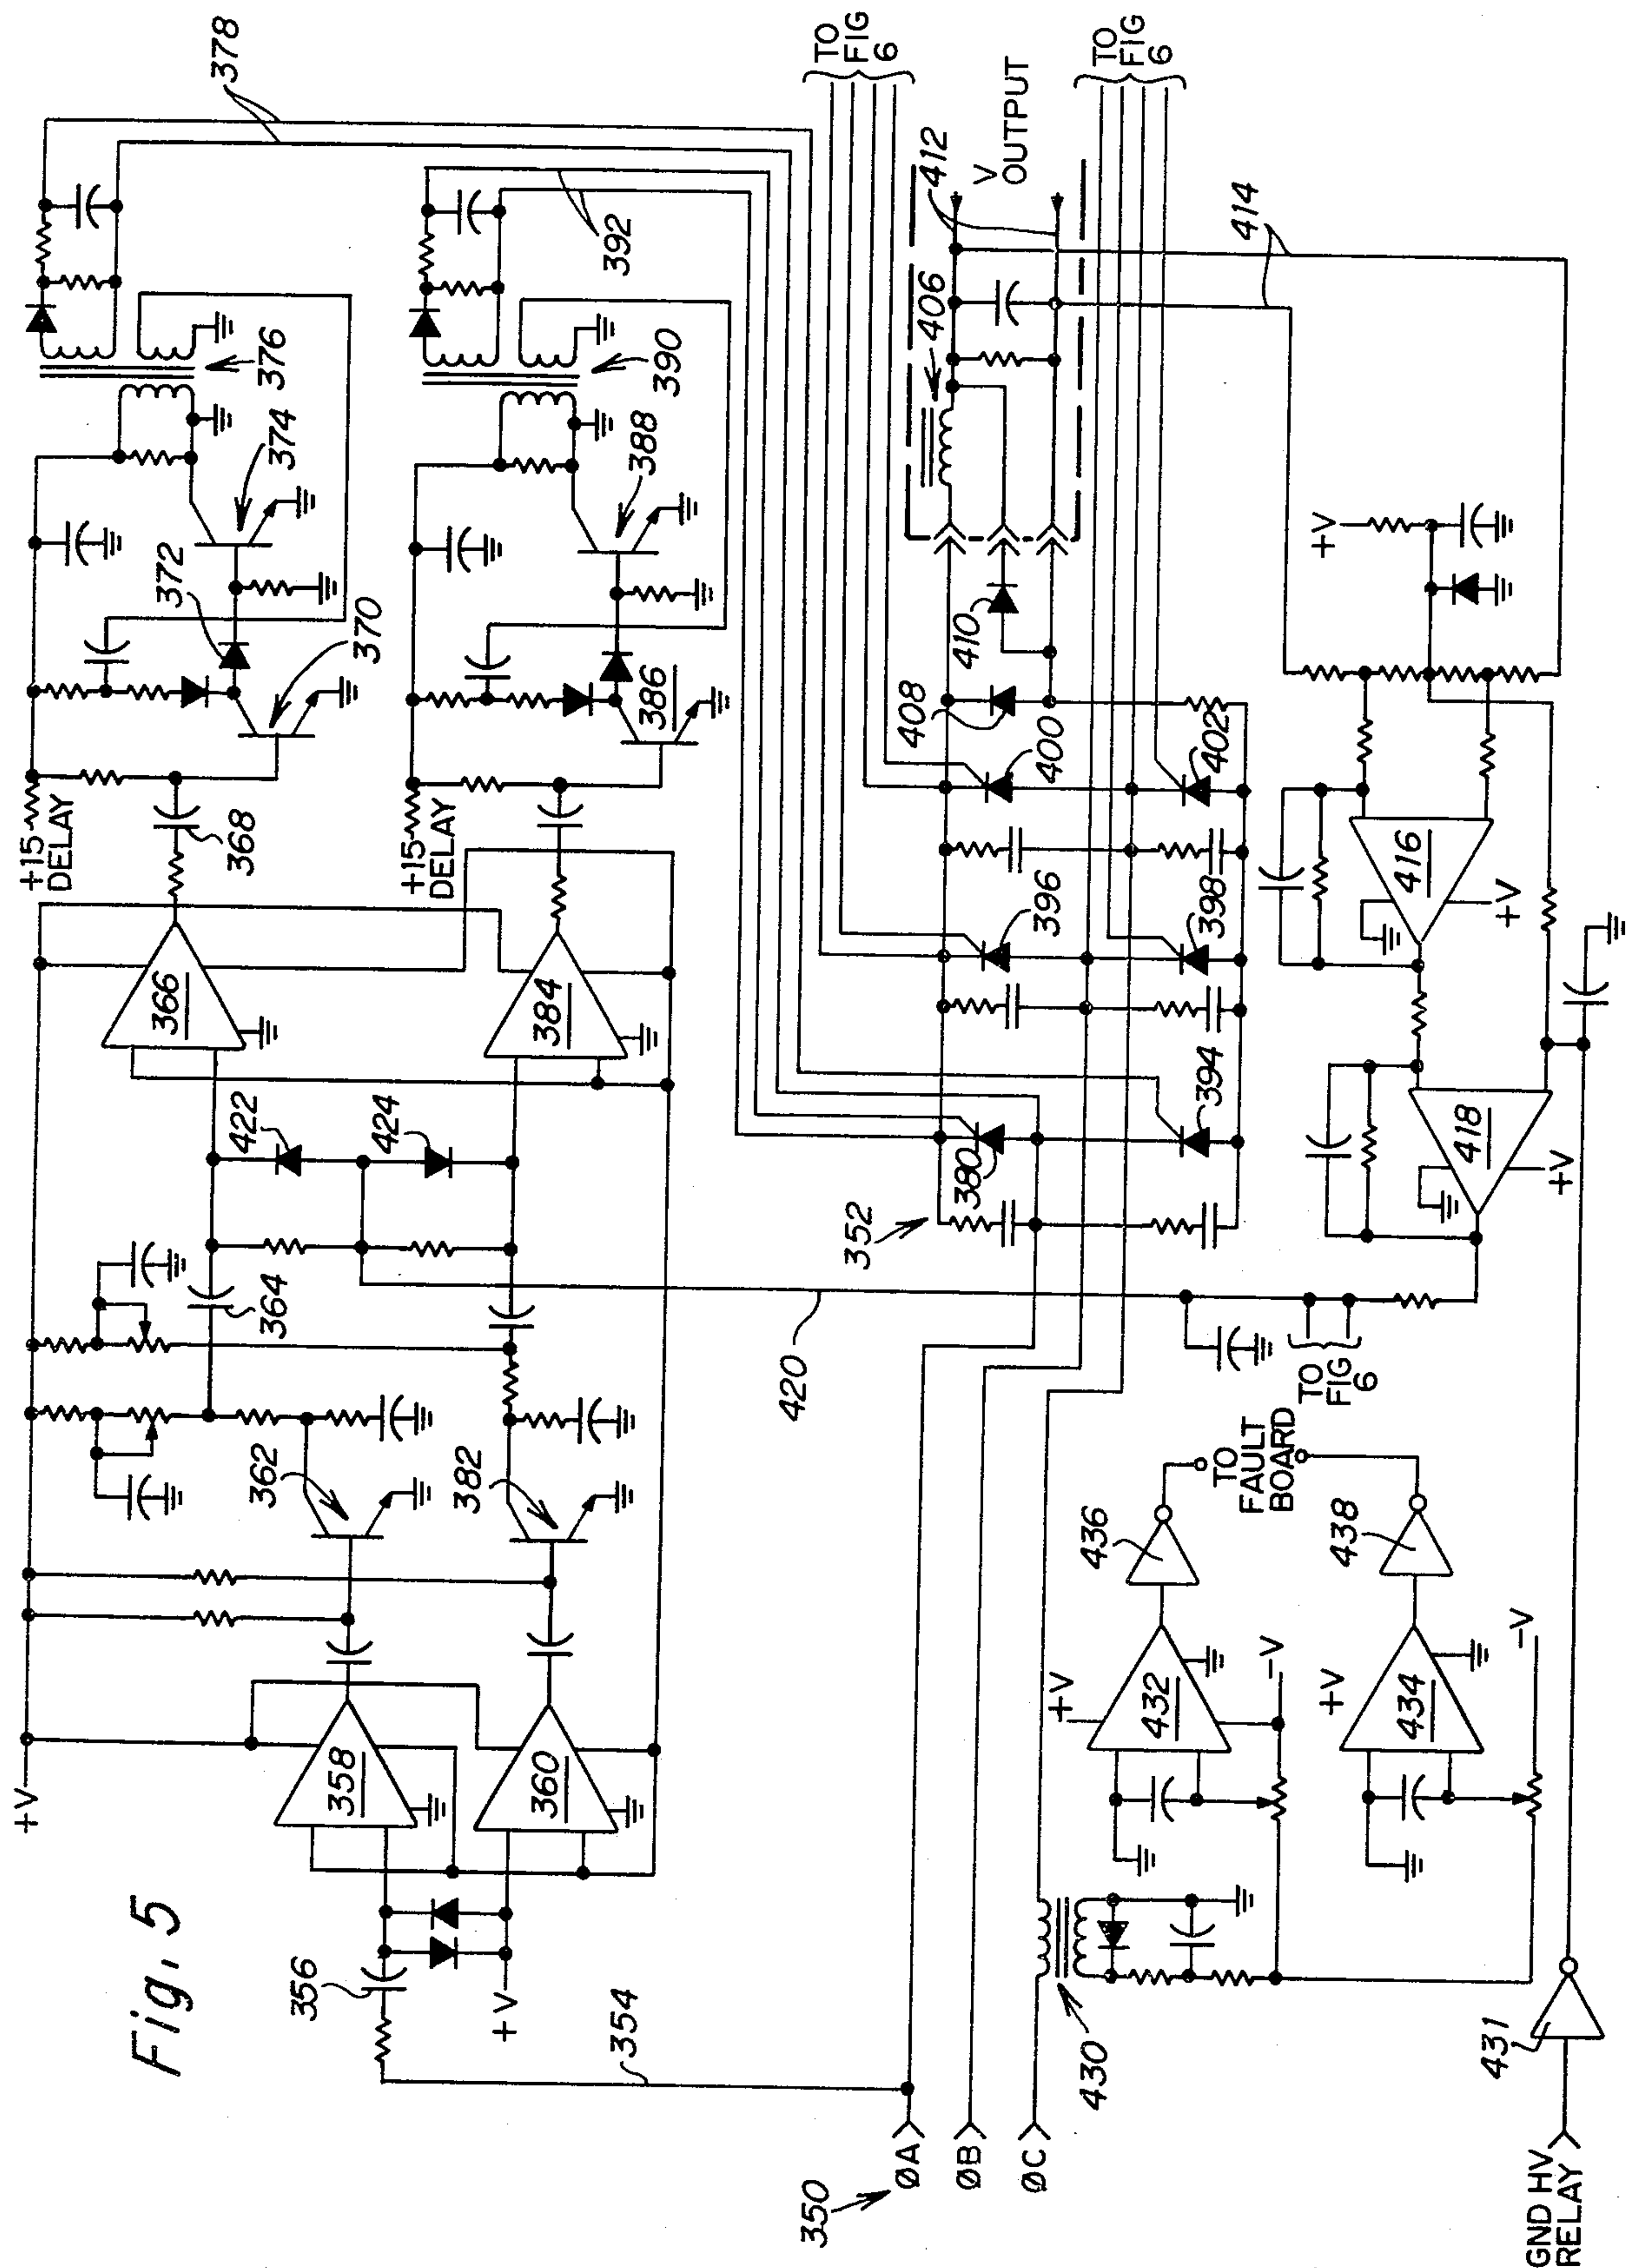 Fig. 5
+V
+V
356
354
358
360
362
382
364
422
424
366
384
+15
DELAY
368
+15
DELAY
370
372
374
376
378
386
388
390
392
350
ØA
ØB
ØC
352
380
394
396
398
400
402
408
410
406
412
V
OUTPUT
TO
FIG
6
TO
FIG
6
414
420
TO
FIG
6
+V
416
+V
418
+V
430
432
+V
-V
436
TO
FAULT
BOARD
434
+V
-V
438
431
GND HV
RELAY